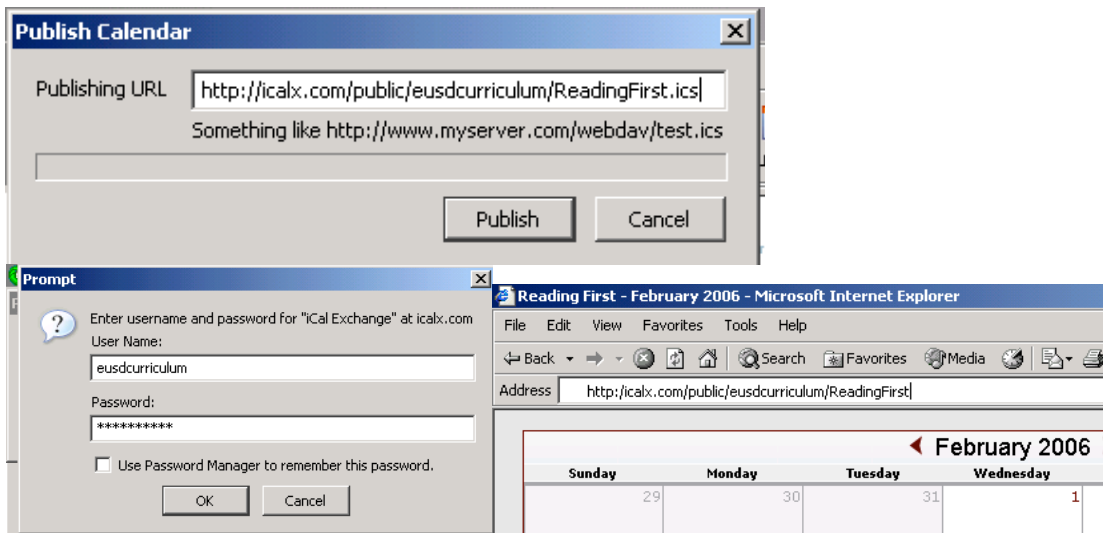 Publish Calendar
Publishing URL http://icalx.com/public/eusdcurriculum/ReadingFirst.ics
Something like http://www.myserver.com/webdav/test.ics
Publish Cancel
Prompt
Enter username and password for "iCal Exchange" at icalx.com
User Name:
eusdcurriculum
Password:
**********
Use Password Manager to remember this password.
OK Cancel
Reading First - February 2006 - Microsoft Internet Explorer
File Edit View Favorites Tools Help
Back Search Favorites Media
Address http:/icalx.com/public/eusdcurriculum/ReadingFirst
February 2006
Sunday Monday Tuesday Wednesday
29 30 31 1